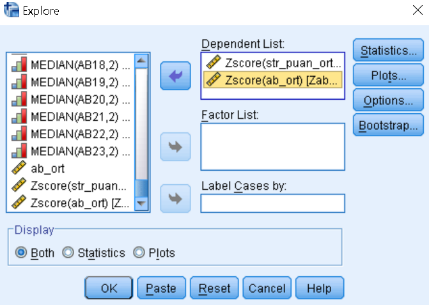 Explore
MEDIAN(AB18,2) ...
MEDIAN(AB19,2) ...
MEDIAN(AB20,2) ...
MEDIAN(AB21,2) ...
MEDIAN(AB22,2) ...
MEDIAN(AB23,2) ...
ab_ort
Zscore(str_puan...
Zscore(ab_ort) [Z...
Dependent List:
Zscore(str_puan_ort...
Zscore(ab_ort) [Zab...
Factor List:
Label Cases by:
Statistics...
Plots...
Options...
Bootstrap...
Display
Both Statistics Plots
OK Paste Reset Cancel Help